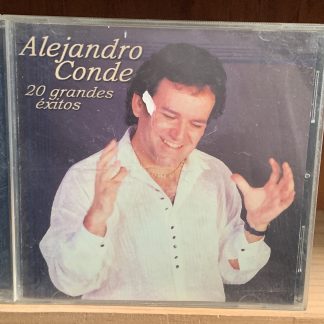 Alejandro
Conde
20 grandes
éxitos